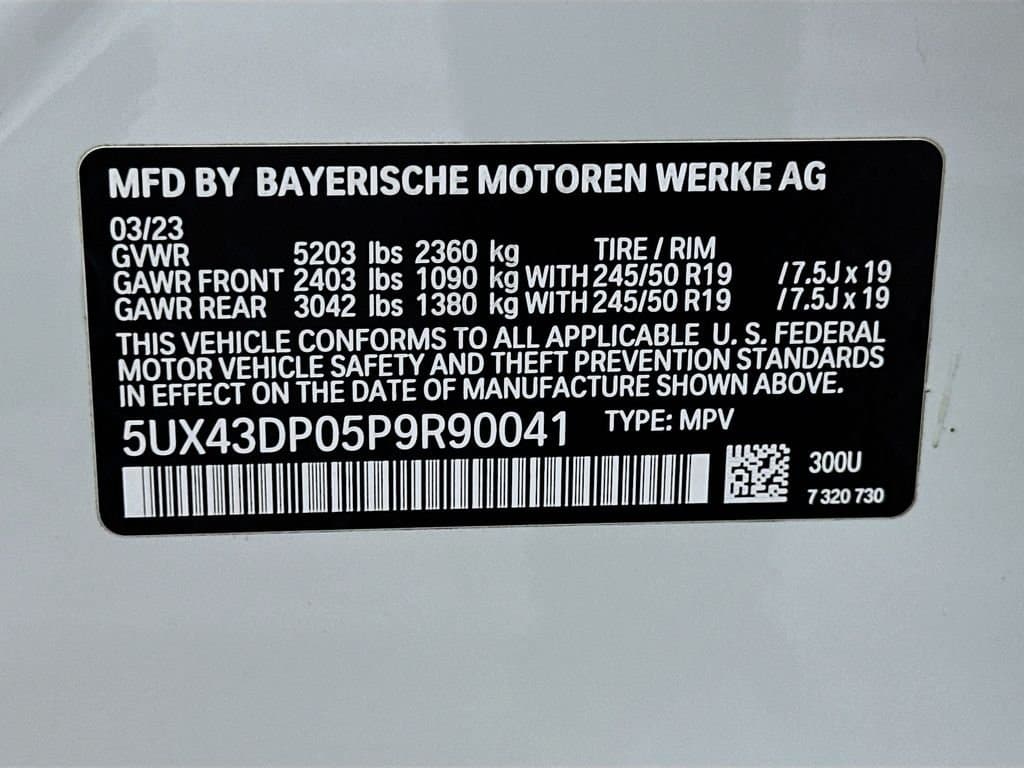 MFD BY BAYERISCHE MOTOREN WERKE AG
03/23
GVWR 5203 lbs 2360 kg TIRE / RIM
GAWR FRONT 2403 lbs 1090 kg WITH 245/50 R19 / 7.5J x 19
GAWR REAR 3042 lbs 1380 kg WITH 245/50 R19 / 7.5J x 19
THIS VEHICLE CONFORMS TO ALL APPLICABLE U. S. FEDERAL
MOTOR VEHICLE SAFETY AND THEFT PREVENTION STANDARDS
IN EFFECT ON THE DATE OF MANUFACTURE SHOWN ABOVE.
5UX43DP05P9R90041 TYPE: MPV
300U
7 320 730